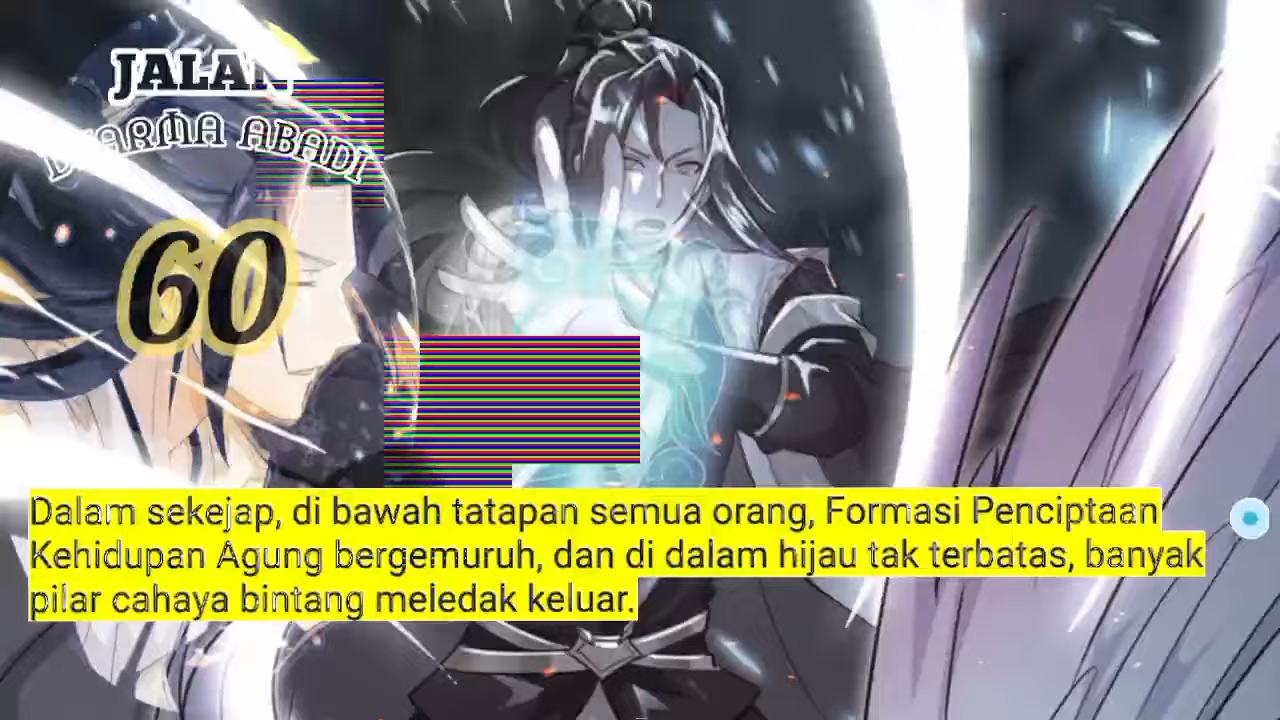 JALAN
DHARMA ABADI
60
Dalam sekejap, di bawah tatapan semua orang, Formasi Penciptaan
Kehidupan Agung bergemuruh, dan di dalam hijau tak terbatas, banyak
pilar cahaya bintang meledak keluar.